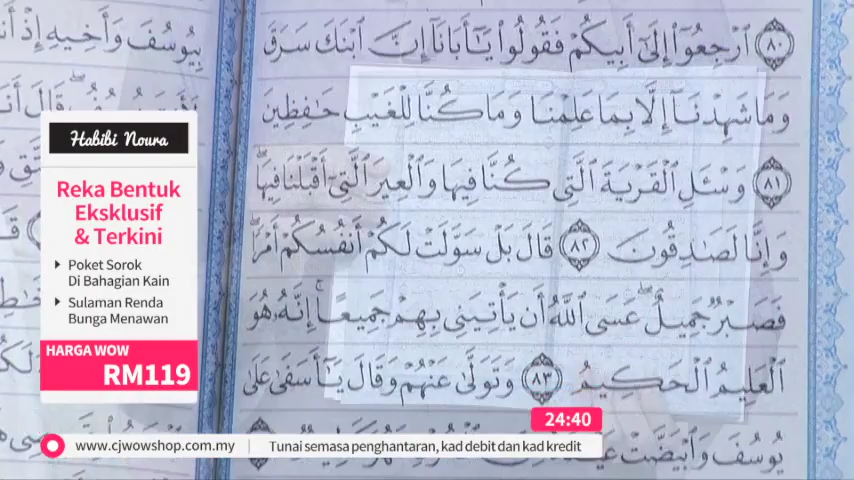 ٱرْجِعُوٓا۟ إِلَىٰٓ أَبِيكُمْ فَقُولُوا۟ يَـٰٓأَبَانَآ إِنَّ ٱبْنَكَ سَرَقَ
وَمَا شَهِدْنَآ إِلَّا بِمَا عَلِمْنَا وَمَا كُنَّا لِلْغَيْبِ حَـٰفِظِينَ
٨١ وَسْـَٔلِ ٱلْقَرْيَةَ ٱلَّتِى كُنَّا فِيهَا وَٱلْعِيرَ ٱلَّتِىٓ أَقْبَلْنَا فِيهَا ۖ
وَإِنَّا لَصَـٰدِقُونَ ٨٢ قَالَ بَلْ سَوَّلَتْ لَكُمْ أَنفُسُكُمْ أَمْرًا ۖ
فَصَبْرٌ جَمِيلٌ ۖ عَسَى ٱللَّهُ أَن يَأْتِيَنِى بِهِمْ جَمِيعًا ۚ إِنَّهُۥ هُوَ
ٱلْعَلِيمُ ٱلْحَكِيمُ ٨٣ وَتَوَلَّىٰ عَنْهُمْ وَقَالَ يَـٰٓأَسَفَىٰ عَلَىٰ
يُوسُفَ وَٱبْيَضَّتْ
٨٠
بِيُوسُفَ وَأَخِيهِ إِذْ
قَالَ
Habibi Noura
Reka Bentuk
Eksklusif
& Terkini
Poket Sorok
Di Bahagian Kain
Sulaman Renda
Bunga Menawan
HARGA WOW
RM119
24:40
www.cjwowshop.com.my | Tunai semasa penghantaran, kad debit dan kad kredit